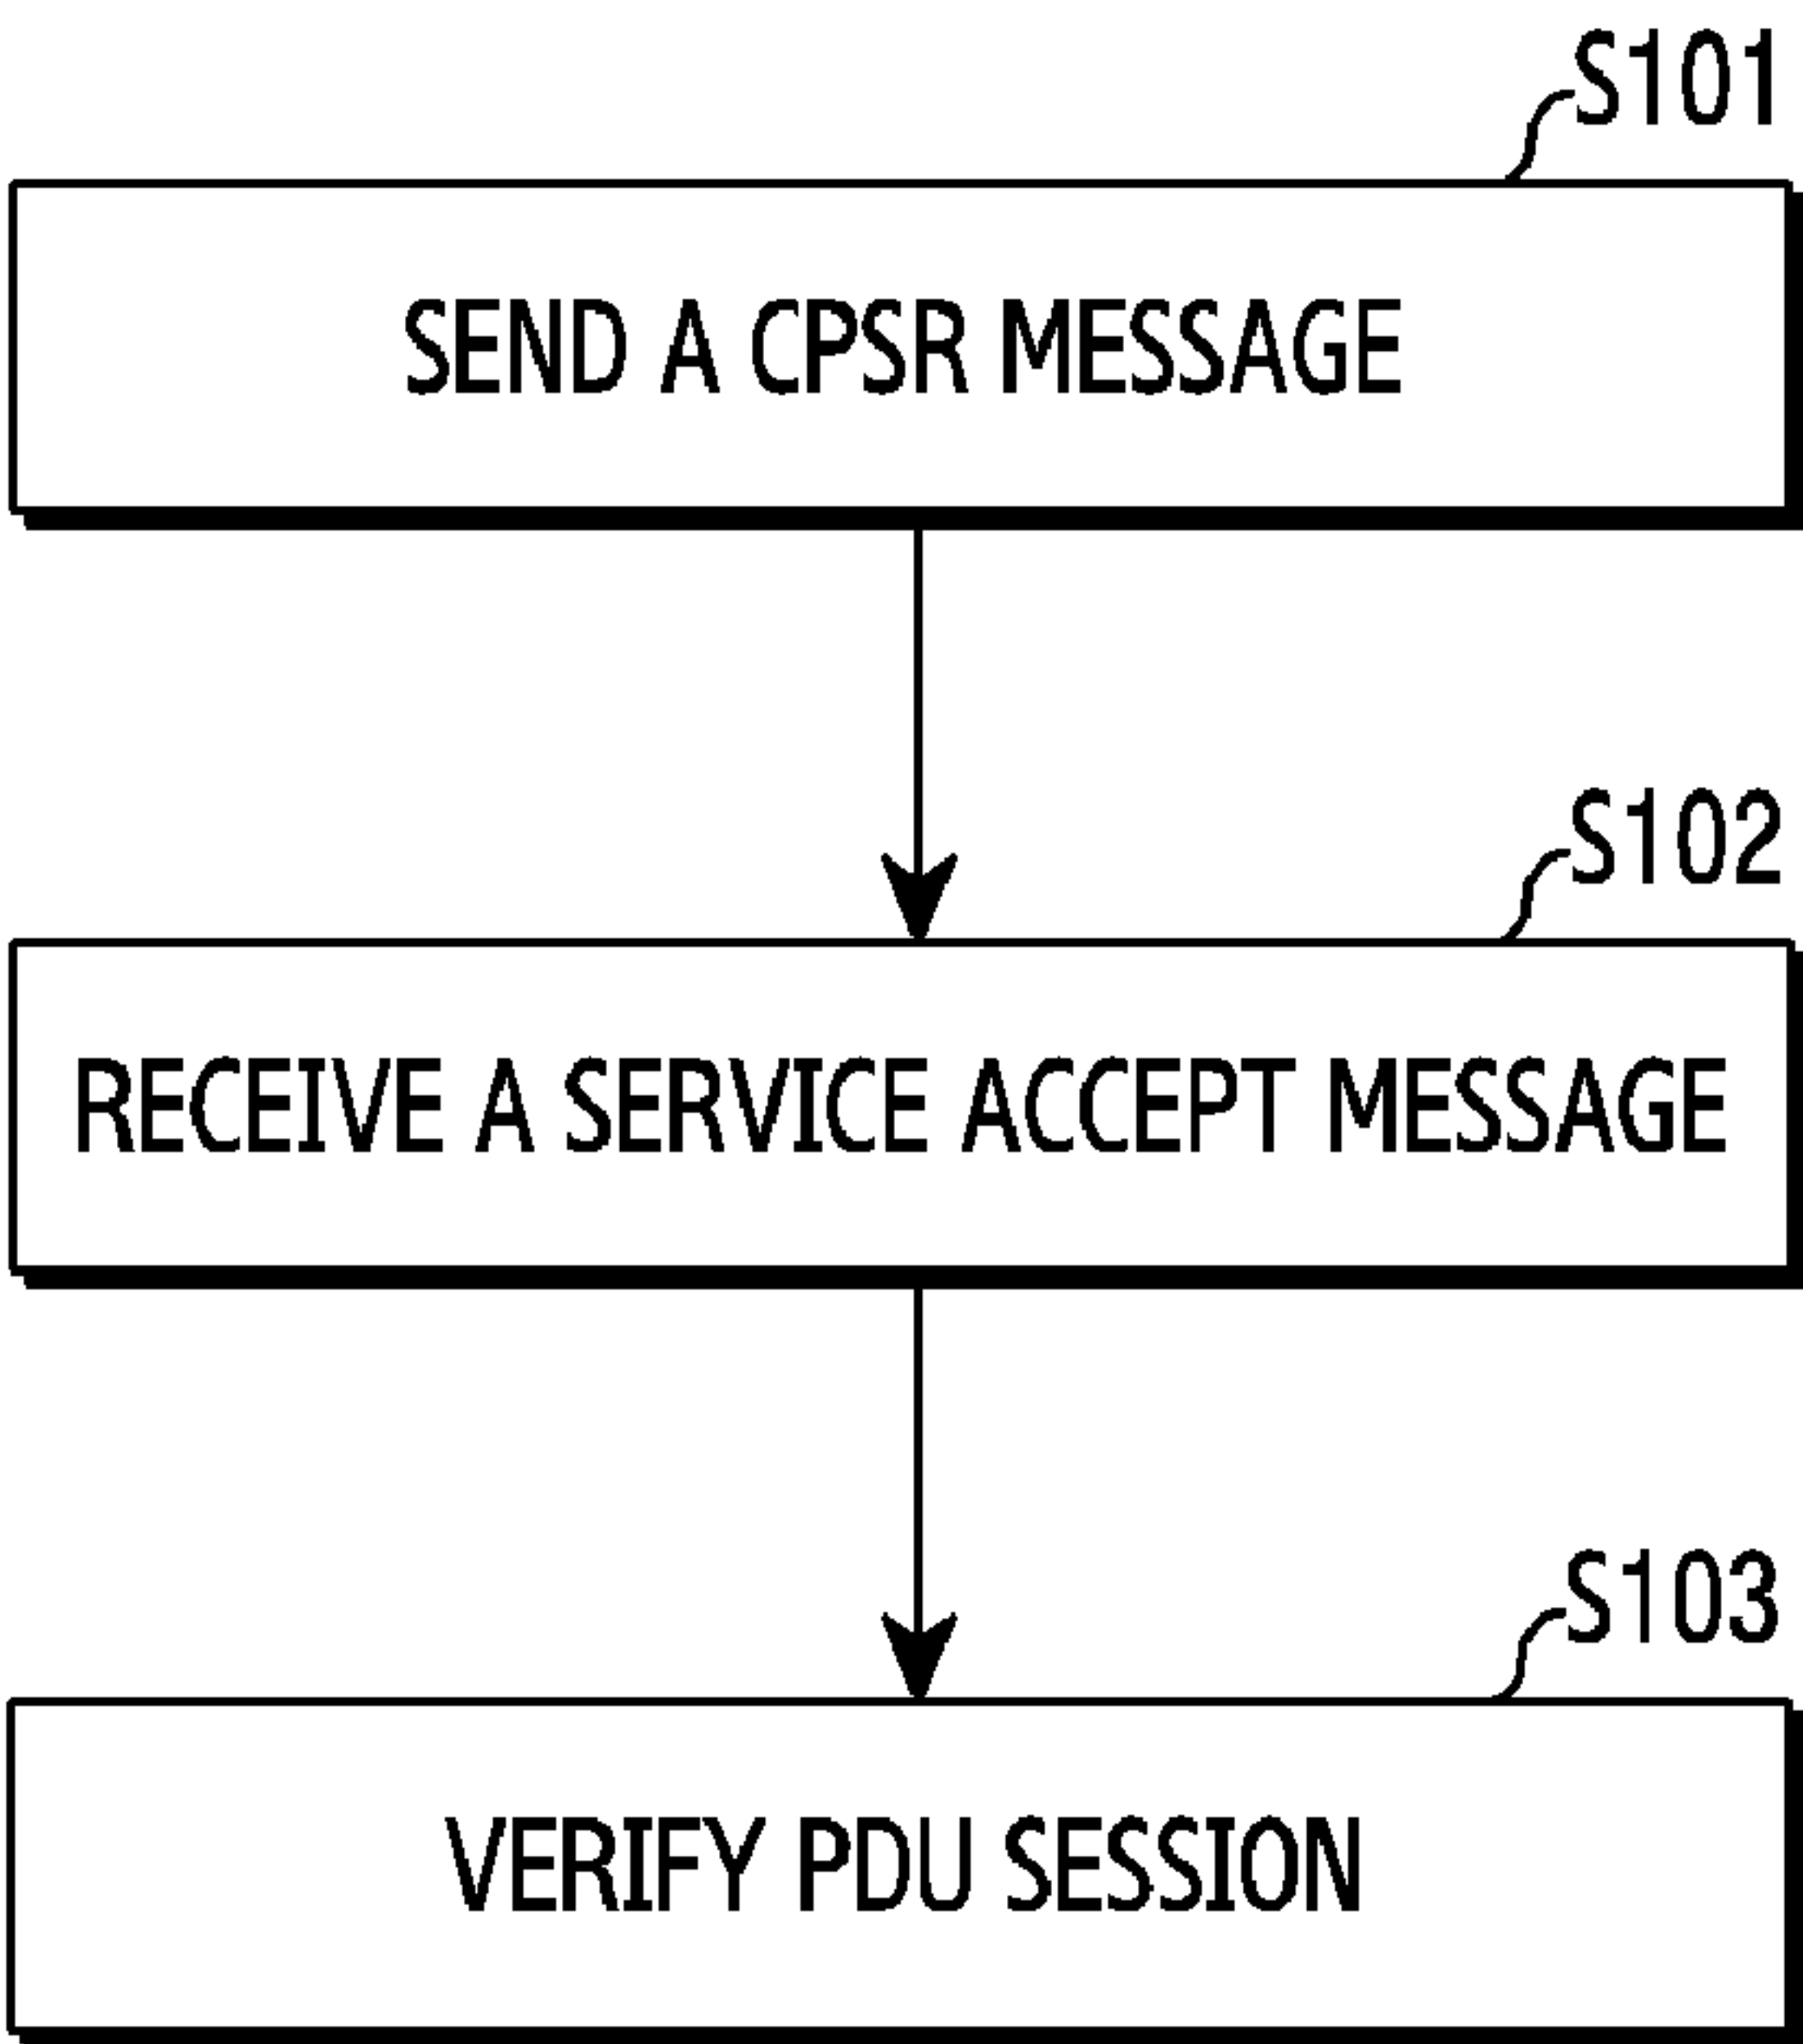 S101
SEND A CPSR MESSAGE
S102
RECEIVE A SERVICE ACCEPT MESSAGE
S103
VERIFY PDU SESSION